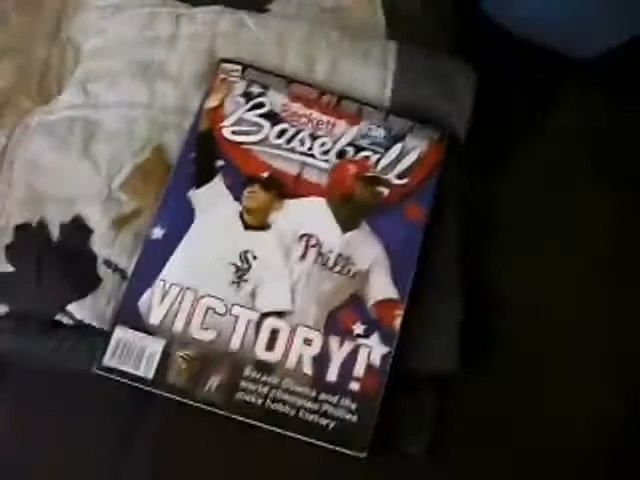 Beckett
Baseball
Phillies
VICTORY!
Barack Obama and the
world champion Phillies
make hobby history